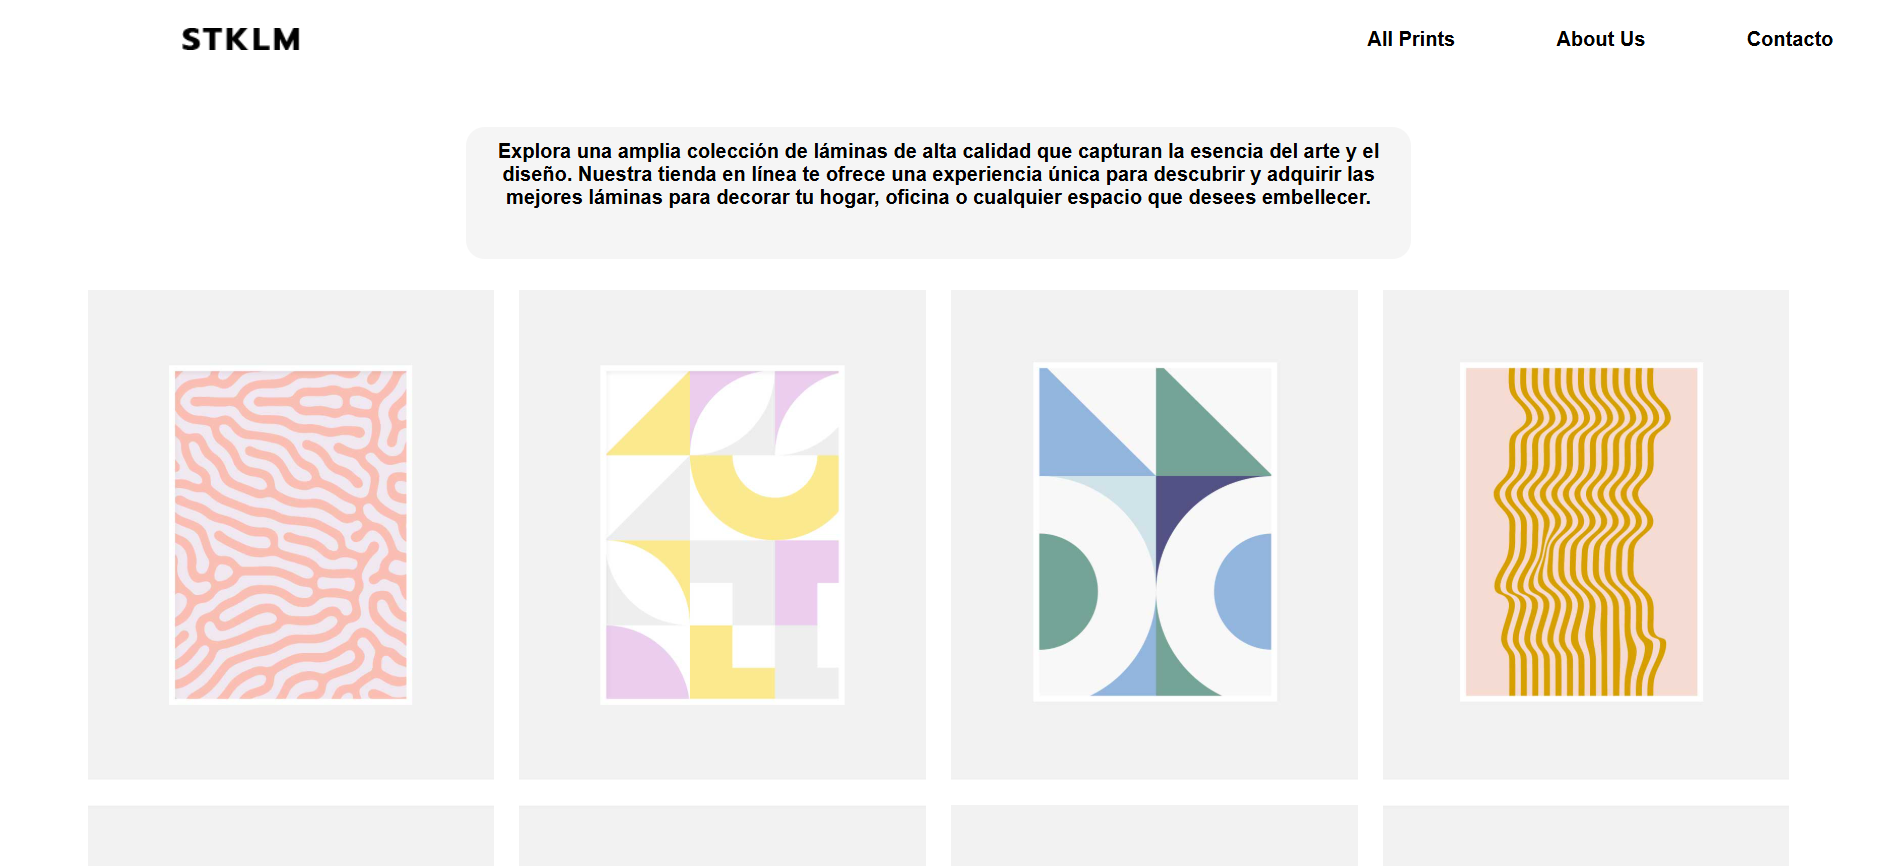 STKLM
All Prints
About Us
Contacto
Explora una amplia colección de láminas de alta calidad que capturan la esencia del arte y el
diseño. Nuestra tienda en línea te ofrece una experiencia única para descubrir y adquirir las
mejores láminas para decorar tu hogar, oficina o cualquier espacio que desees embellecer.